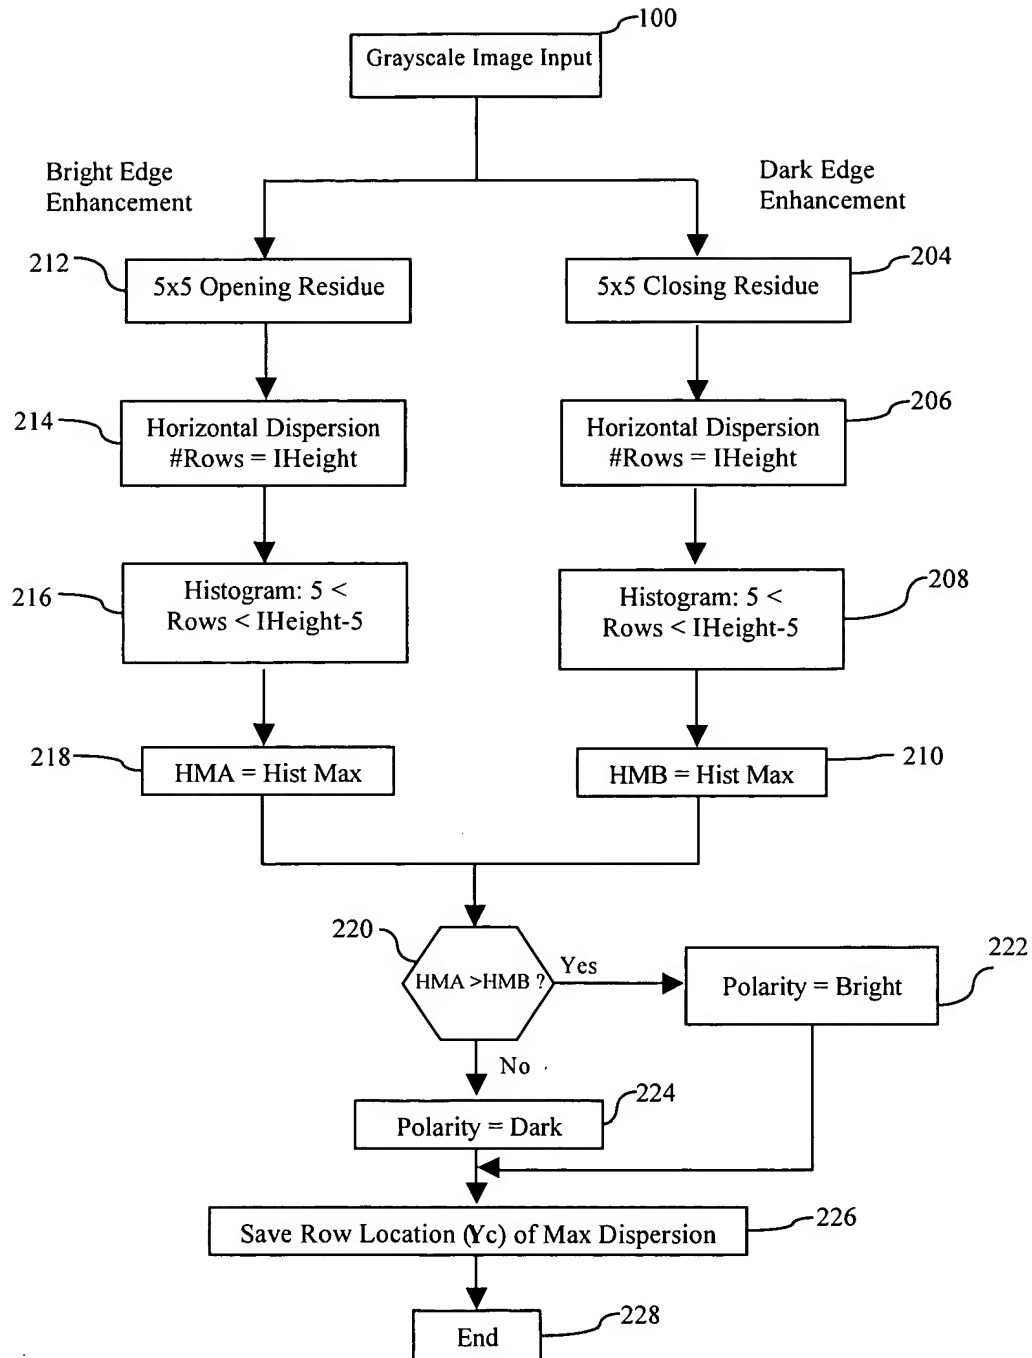 100
Grayscale Image Input
Bright Edge
Enhancement
Dark Edge
Enhancement
212
5x5 Opening Residue
204
5x5 Closing Residue
214
Horizontal Dispersion
#Rows = IHeight
206
Horizontal Dispersion
#Rows = IHeight
216
Histogram: 5 <
Rows < IHeight-5
208
Histogram: 5 <
Rows < IHeight-5
218
HMA = Hist Max
210
HMB = Hist Max
220
HMA >HMB ?
Yes
222
Polarity = Bright
No
224
Polarity = Dark
226
Save Row Location (Yc) of Max Dispersion
228
End